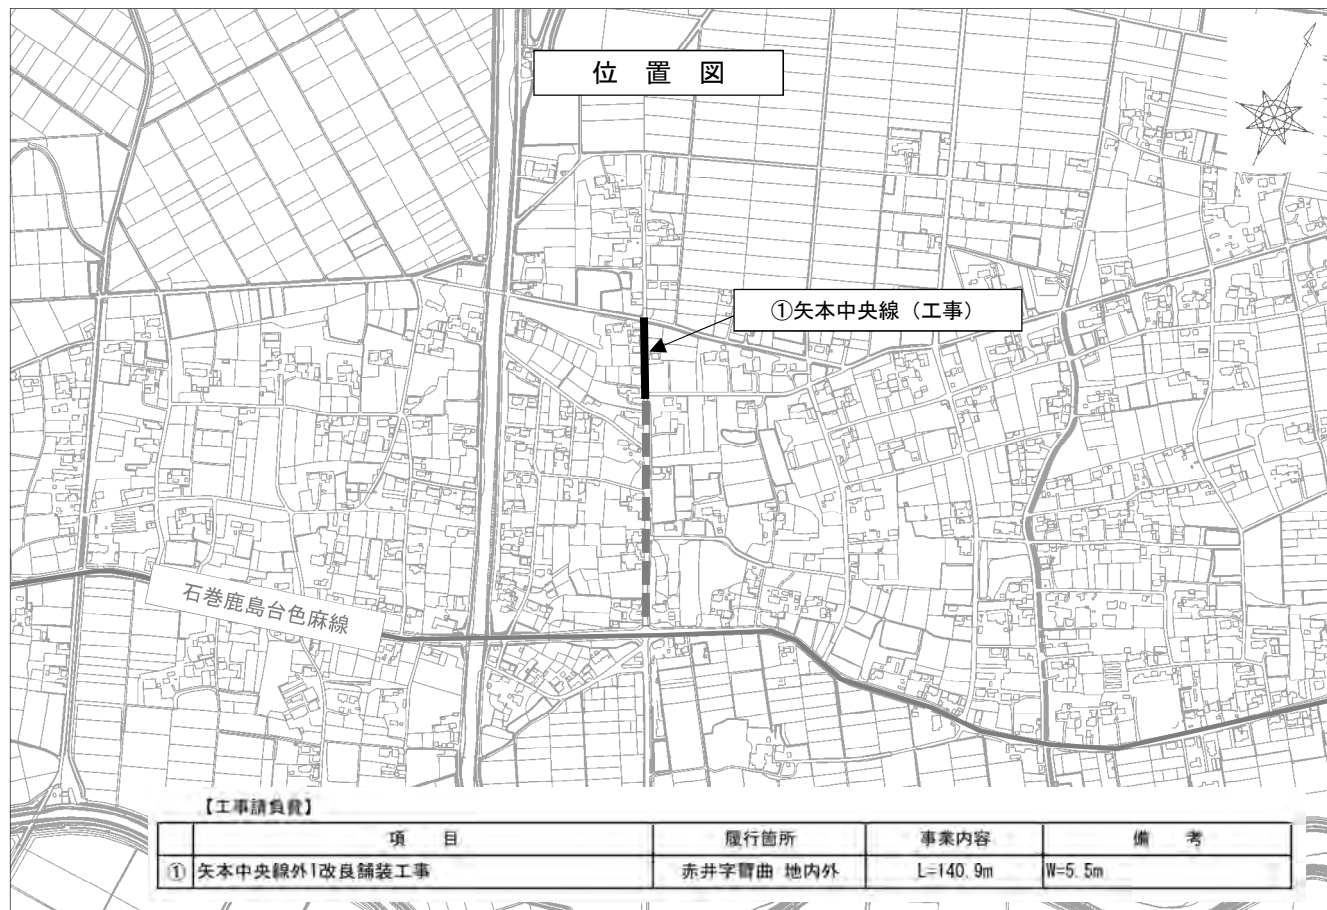 位 置 図
①矢本中央線（工事）
石巻鹿島台色麻線
【工事請負費】
項 目 履行箇所 事業内容 備 考
① 矢本中央線外1改良舗装工事 赤井字 曲 地内外 L=140.9m W=5.5m